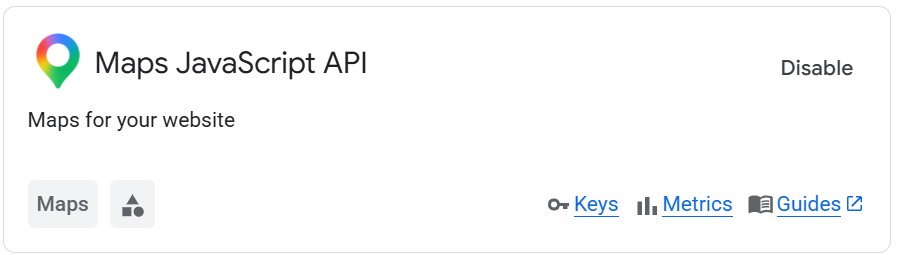 Maps JavaScript API
Disable
Maps for your website
Maps
Keys Metrics Guides